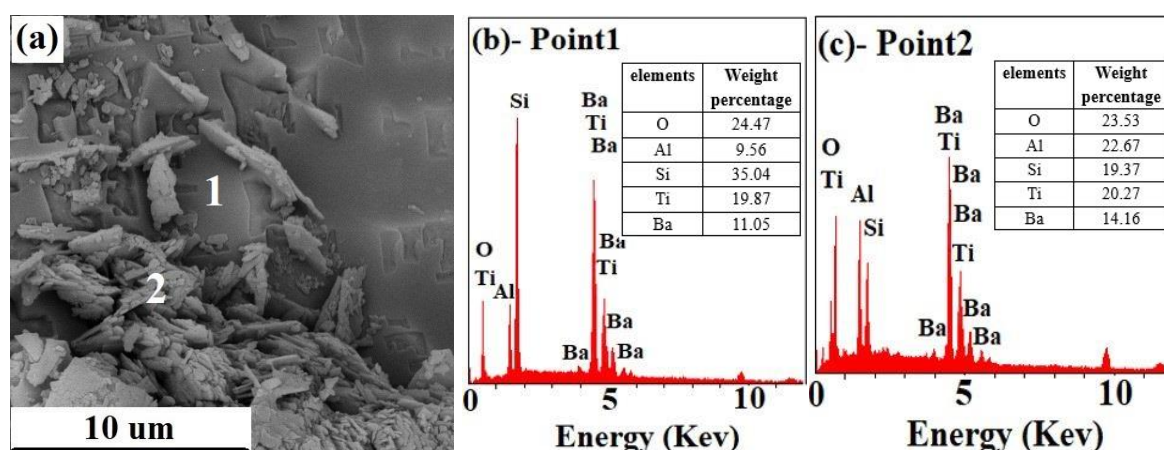 (a)
1
2
10 um
(b)- Point1
elements Weight percentage
O 24.47
Al 9.56
Si 35.04
Ti 19.87
Ba 11.05
Si
Ba
Ti
Ba
O
Ti
Al
Ba
Ti
Ba
Ba
Ba
0 5 10
Energy (Kev)
(c)- Point2
elements Weight percentage
O 23.53
Al 22.67
Si 19.37
Ti 20.27
Ba 14.16
O
Ti
Al
Si
Ba
Ti
Ba
Ba
Ti
Ba
Ba
Ba
0 5 10
Energy (Kev)